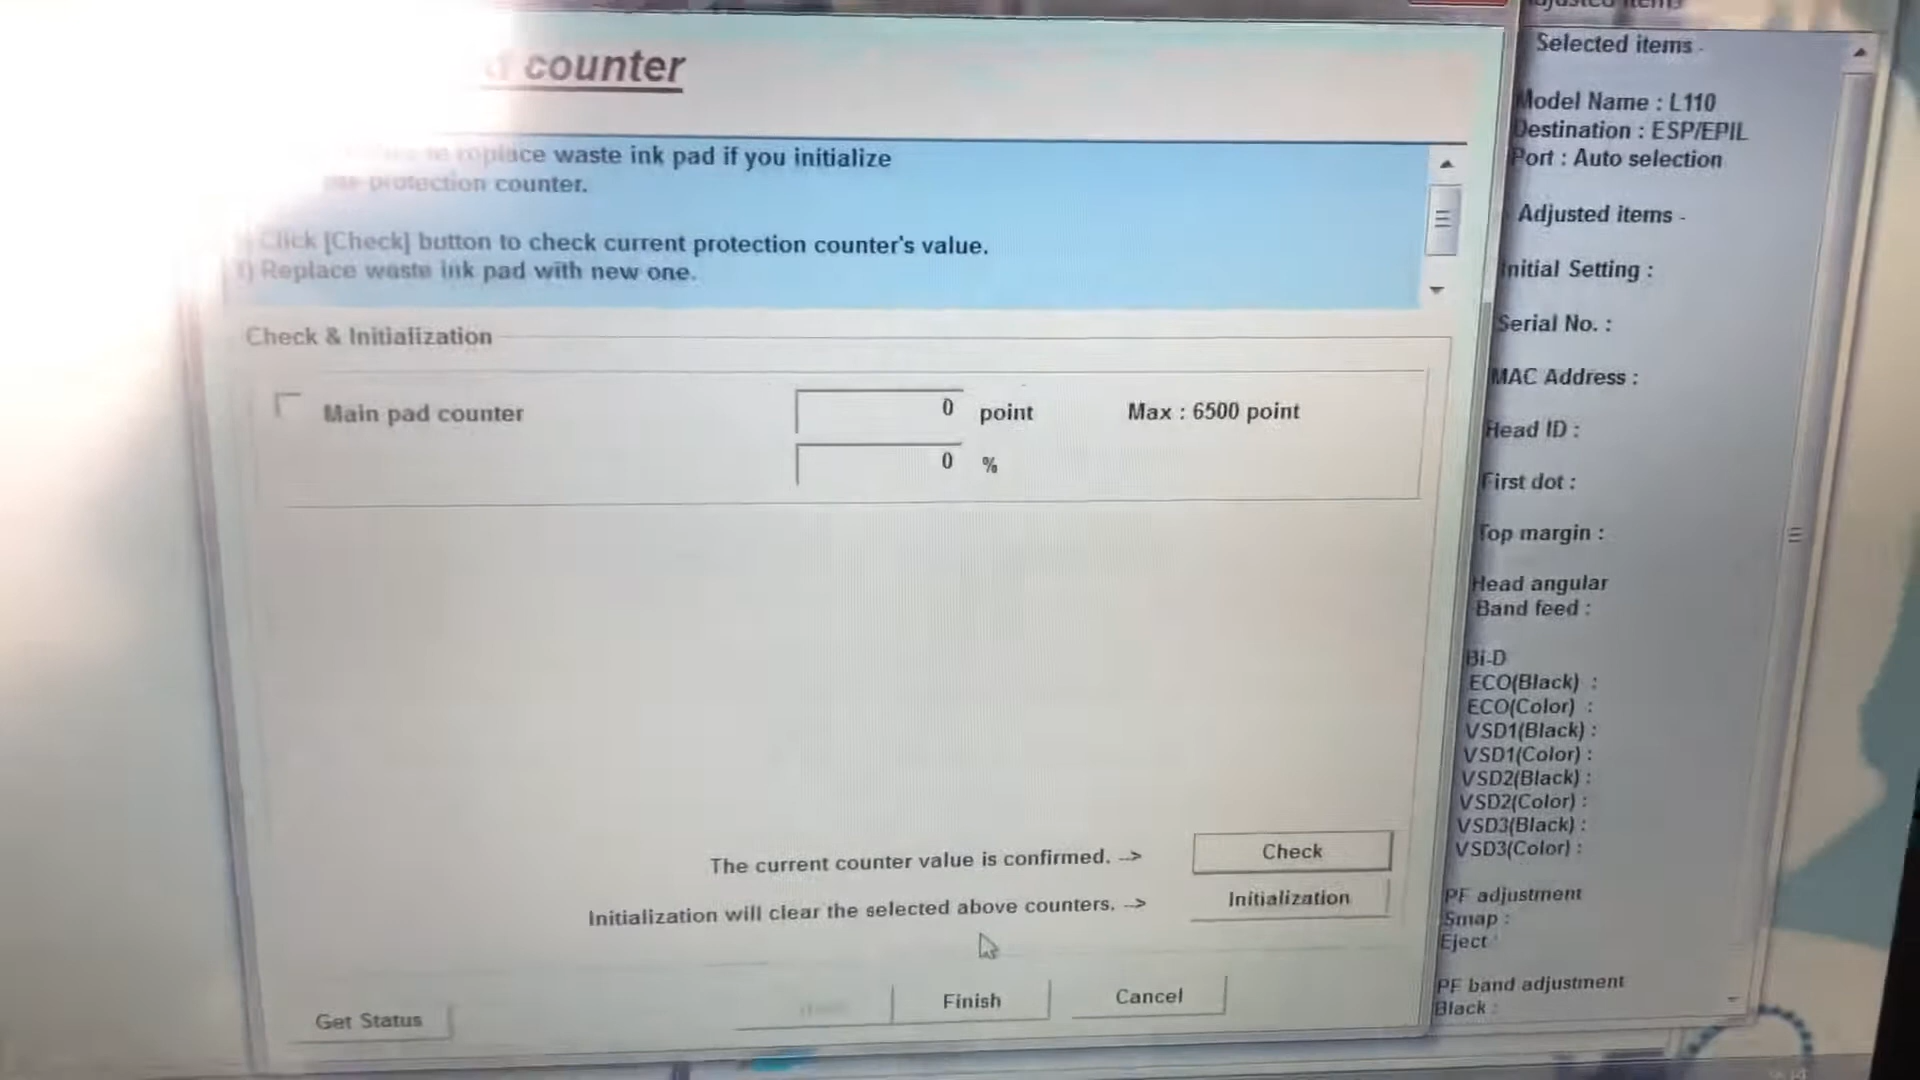 counter
replace waste ink pad if you initialize
protection counter.
Click [Check] button to check current protection counter's value.
1) Replace waste ink pad with new one.
Check & Initialization
Main pad counter
0 point Max : 6500 point
0 %
The current counter value is confirmed. --> Check
Initialization will clear the selected above counters. --> Initialization
Get Status Finish Cancel
Adjusted items
Selected items -
Model Name : L110
Destination : ESP/EPIL
Port : Auto selection
Adjusted items -
Initial Setting :
Serial No. :
MAC Address :
Head ID :
First dot :
Top margin :
Head angular
Band feed :
Bi-D
ECO(Black) :
ECO(Color) :
VSD1(Black) :
VSD1(Color) :
VSD2(Black) :
VSD2(Color) :
VSD3(Black) :
VSD3(Color) :
PF adjustment
Smap :
Eject :
PF band adjustment
Black :